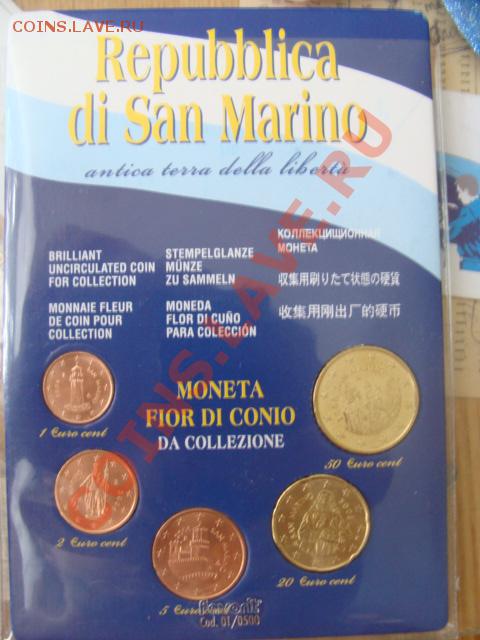 COINS.LAVE.RU
Repubblica
di San Marino
antica terra della libertà
BRILLIANT
UNCIRCULATED COIN
FOR COLLECTION
STEMPELGLANZE
MÜNZE
ZU SAMMELN
КОЛЛЕКЦИЦИОННАЯ
МОНЕТА
収集用刷りたて状態の硬貨
MONNAIE FLEUR
DE COIN POUR
COLLECTION
MONEDA
FLOR DI CUÑO
PARA COLECCIÓN
收集用刚出厂的硬币
MONETA
FIOR DI CONIO
DA COLLEZIONE
1 Euro cent
50 Euro cent
2 Euro cent
20 Euro cent
5 Euro cent
Cod. 01/0500
COINS.LAVE.RU